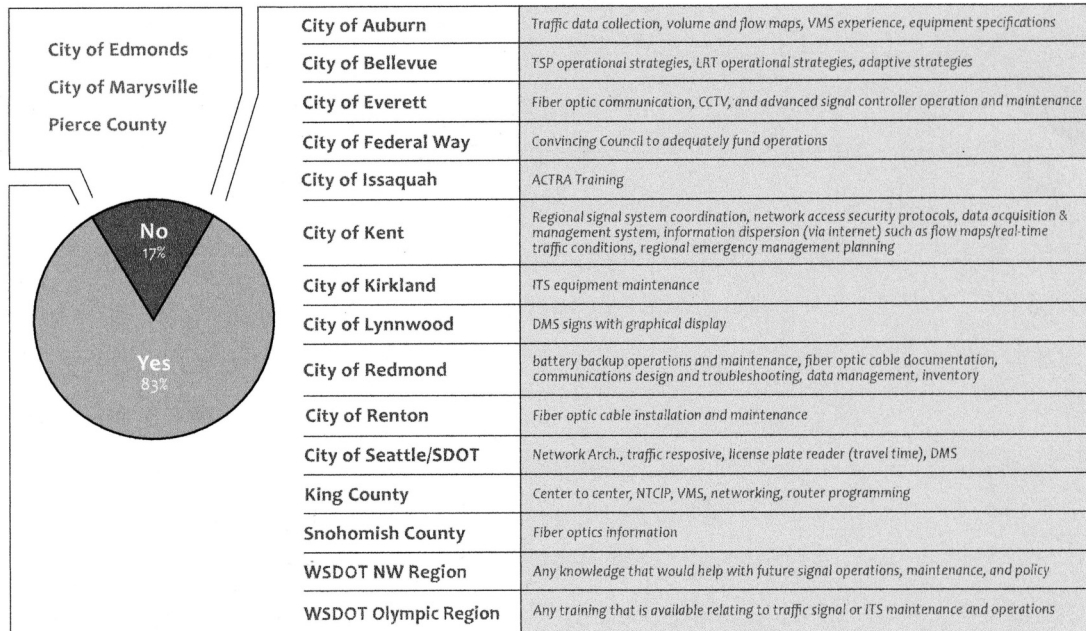 City of Edmonds
City of Marysville
Pierce County
No
17%
Yes
83%
City of Auburn
Traffic data collection, volume and flow maps, VMS experience, equipment specifications
City of Bellevue
TSP operational strategies, LRT operational strategies, adaptive strategies
City of Everett
Fiber optic communication, CCTV, and advanced signal controller operation and maintenance
City of Federal Way
Convincing Council to adequately fund operations
City of Issaquah
ACTRA Training
City of Kent
Regional signal system coordination, network access security protocols, data acquisition &
management system, information dispersion (via internet) such as flow maps/real-time
traffic conditions, regional emergency management planning
City of Kirkland
ITS equipment maintenance
City of Lynnwood
DMS signs with graphical display
City of Redmond
battery backup operations and maintenance, fiber optic cable documentation,
communications design and troubleshooting, data management, inventory
City of Renton
Fiber optic cable installation and maintenance
City of Seattle/SDOT
Network Arch., traffic resposive, license plate reader (travel time), DMS
King County
Center to center, NTCIP, VMS, networking, router programming
Snohomish County
Fiber optics information
WSDOT NW Region
Any knowledge that would help with future signal operations, maintenance, and policy
WSDOT Olympic Region
Any training that is available relating to traffic signal or ITS maintenance and operations